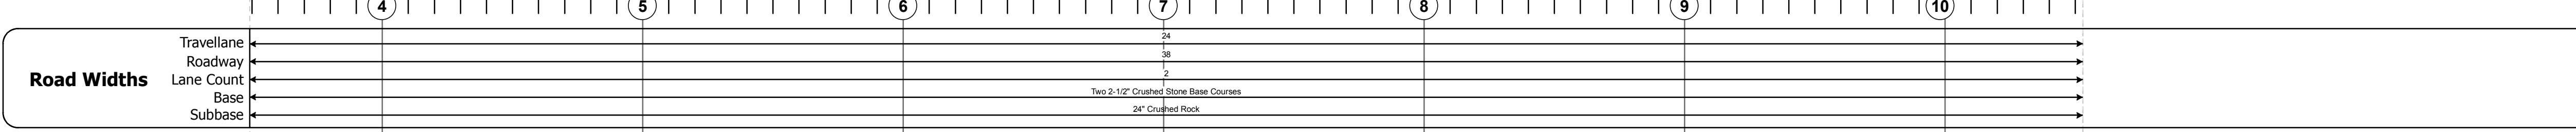 4 5 6 7 8 9 10
Road Widths
Travellane 24
Roadway 38
Lane Count 2
Base Two 2-1/2" Crushed Stone Base Courses
Subbase 24" Crushed Rock